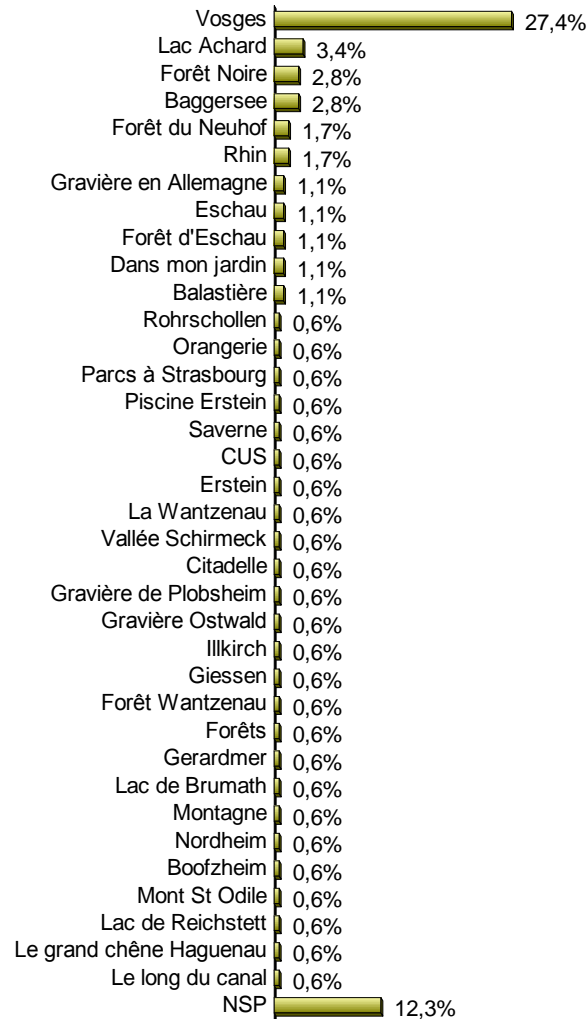 Vosges 27,4%
Lac Achard 3,4%
Forêt Noire 2,8%
Baggersee 2,8%
Forêt du Neuhof 1,7%
Rhin 1,7%
Gravière en Allemagne 1,1%
Eschau 1,1%
Forêt d'Eschau 1,1%
Dans mon jardin 1,1%
Balastière 1,1%
Rohrschollen 0,6%
Orangerie 0,6%
Parcs à Strasbourg 0,6%
Piscine Erstein 0,6%
Saverne 0,6%
CUS 0,6%
Erstein 0,6%
La Wantzenau 0,6%
Vallée Schirmeck 0,6%
Citadelle 0,6%
Gravière de Plobsheim 0,6%
Gravière Ostwald 0,6%
Illkirch 0,6%
Giessen 0,6%
Forêt Wantzenau 0,6%
Forêts 0,6%
Gerardmer 0,6%
Lac de Brumath 0,6%
Montagne 0,6%
Nordheim 0,6%
Boofzheim 0,6%
Mont St Odile 0,6%
Lac de Reichstett 0,6%
Le grand chêne Haguenau 0,6%
Le long du canal 0,6%
NSP 12,3%